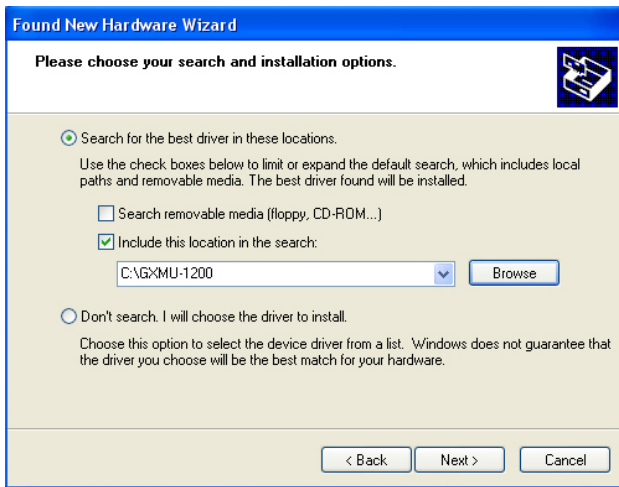 Found New Hardware Wizard
Please choose your search and installation options.
Search for the best driver in these locations.
Use the check boxes below to limit or expand the default search, which includes local
paths and removable media. The best driver found will be installed.
Search removable media (floppy, CD-ROM...)
Include this location in the search:
C:\GXMU-1200
Browse
Don't search. I will choose the driver to install.
Choose this option to select the device driver from a list. Windows does not guarantee that
the driver you choose will be the best match for your hardware.
< Back Next > Cancel